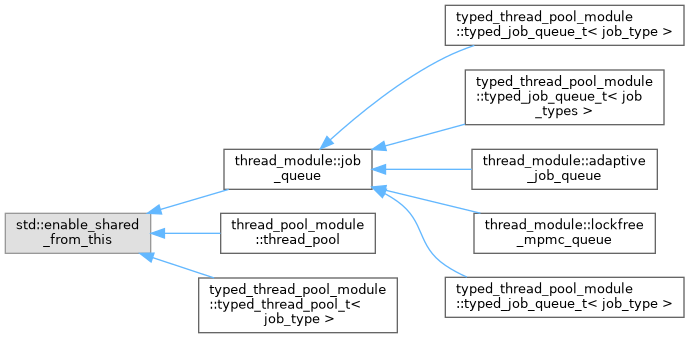 typed_thread_pool_module
::typed_job_queue_t< job_type >
typed_thread_pool_module
::typed_job_queue_t< job
_types >
thread_module::job
_queue
thread_module::adaptive
_job_queue
std::enable_shared
_from_this
thread_pool_module
::thread_pool
thread_module::lockfree
_mpmc_queue
typed_thread_pool_module
::typed_thread_pool_t<
job_type >
typed_thread_pool_module
::typed_job_queue_t< job_type >